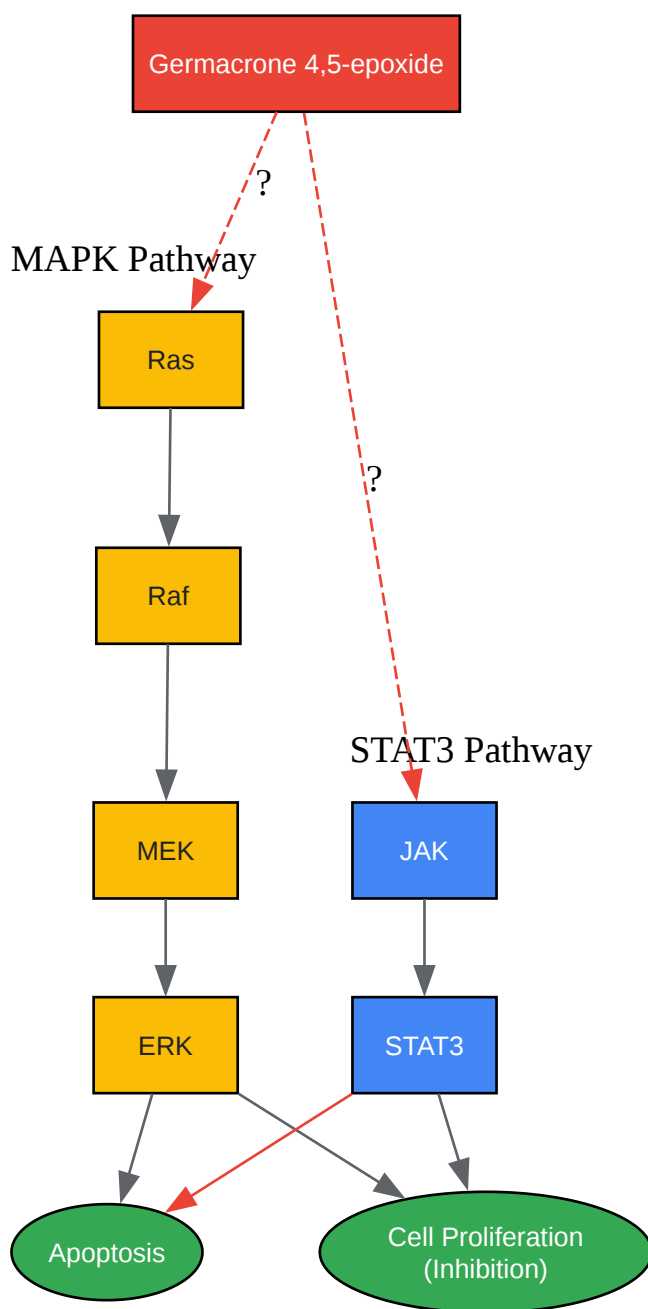 Germacrone 4,5-epoxide
?
MAPK Pathway
Ras
?
Raf
STAT3 Pathway
MEK
JAK
ERK
STAT3
Apoptosis
Cell Proliferation
(Inhibition)